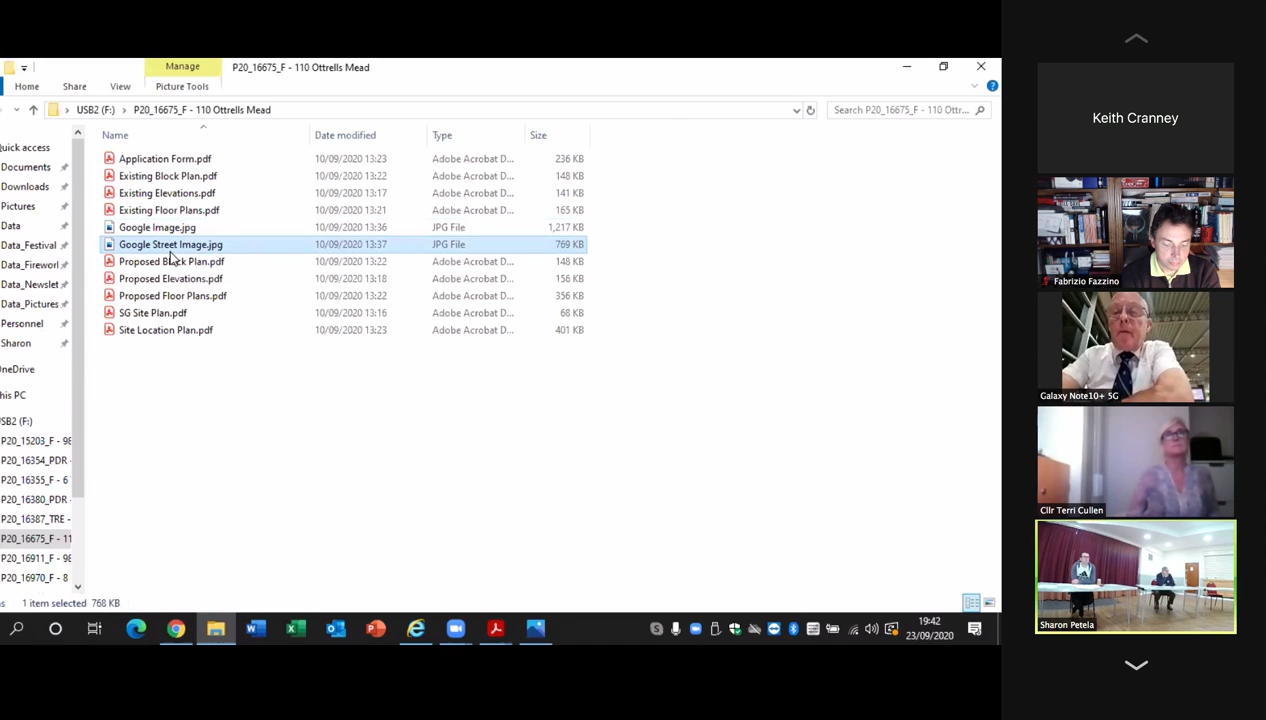 Manage
P20_16675_F - 110 Ottrells Mead
Home
Share
View
Picture Tools
USB2 (F:)
P20_16675_F - 110 Ottrells Mead
Search P20_16675_F - 110 Ottr...
Name
Date modified
Type
Size
Application Form.pdf 10/09/2020 13:23 Adobe Acrobat D... 236 KB
Existing Block Plan.pdf 10/09/2020 13:22 Adobe Acrobat D... 148 KB
Existing Elevations.pdf 10/09/2020 13:17 Adobe Acrobat D... 141 KB
Existing Floor Plans.pdf 10/09/2020 13:21 Adobe Acrobat D... 165 KB
Google Image.jpg 10/09/2020 13:36 JPG File 1,217 KB
Google Street Image.jpg 10/09/2020 13:37 JPG File 769 KB
Proposed Block Plan.pdf 10/09/2020 13:22 Adobe Acrobat D... 148 KB
Proposed Elevations.pdf 10/09/2020 13:18 Adobe Acrobat D... 156 KB
Proposed Floor Plans.pdf 10/09/2020 13:22 Adobe Acrobat D... 356 KB
SG Site Plan.pdf 10/09/2020 13:16 Adobe Acrobat D... 68 KB
Site Location Plan.pdf 10/09/2020 13:23 Adobe Acrobat D... 401 KB
uick access
Documents
Downloads
Pictures
Data
Data_Festival
Data_Firewor
Data_Newslet
Data_Pictures
Personnel
Sharon
neDrive
his PC
SB2 (F:)
P20_15203_F - 98
P20_16354_PDR -
P20_16355_F - 6
P20_16380_PDR -
P20_16387_TRE -
P20_16675_F - 11
P20_16911_F - 98
P20_16970_F - 8
1 item selected 768 KB
19:42
23/09/2020
Keith Cranney
Fabrizio Fazzino
Galaxy Note10+ 5G
Cllr Terri Cullen
Sharon Petela